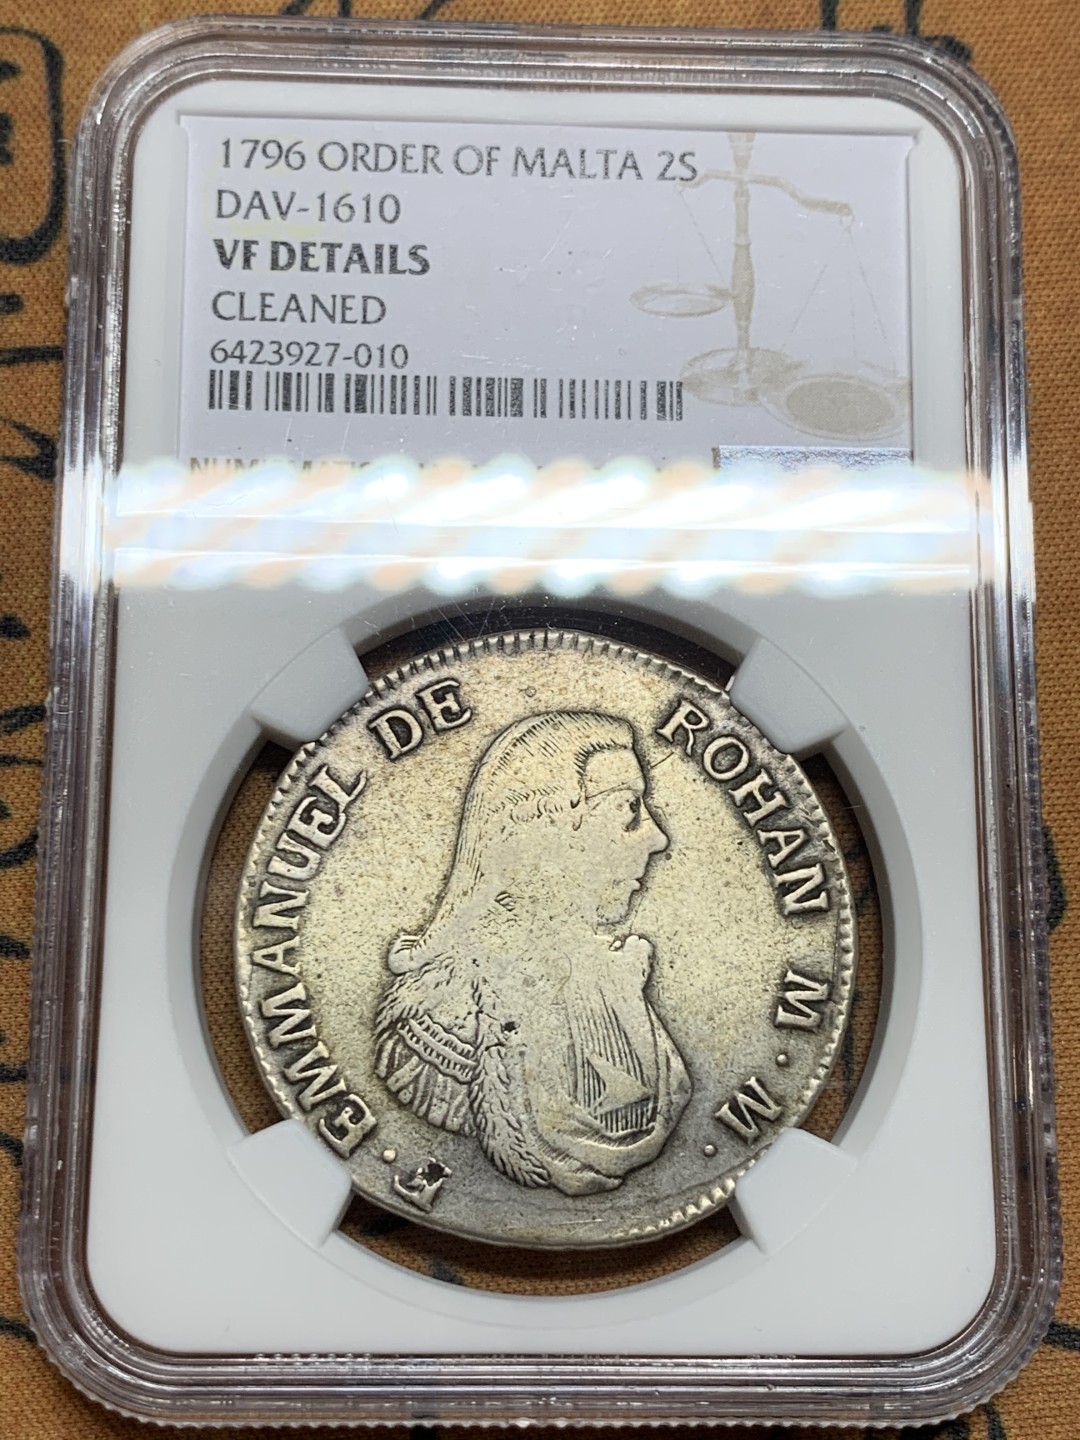 1796 ORDER OF MALTA 2S
DAV-1610
VF DETAILS
CLEANED
6423927-010
F · EMMANUEL DE ROHAN M · M ·